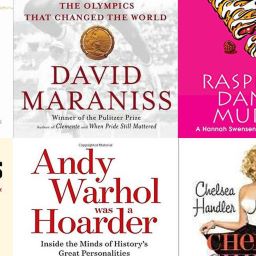 THE OLYMPICS
THAT CHANGED THE WORLD
DAVID
MARANISS
Winner of the Pulitzer Prize
Author of Clemente and When Pride Still Mattered
RASP
DAN
MU
A Hannah Swensen
Andy
Warhol
was a
Hoarder
Inside the Minds of History's
Great Personalities
Chelsea
Handler